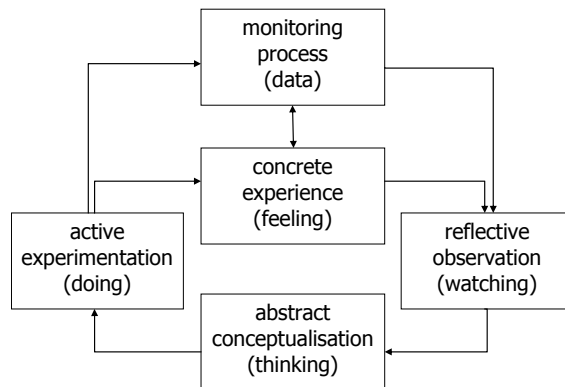 monitoring
process
(data)
concrete
experience
(feeling)
active
experimentation
(doing)
reflective
observation
(watching)
abstract
conceptualisation
(thinking)